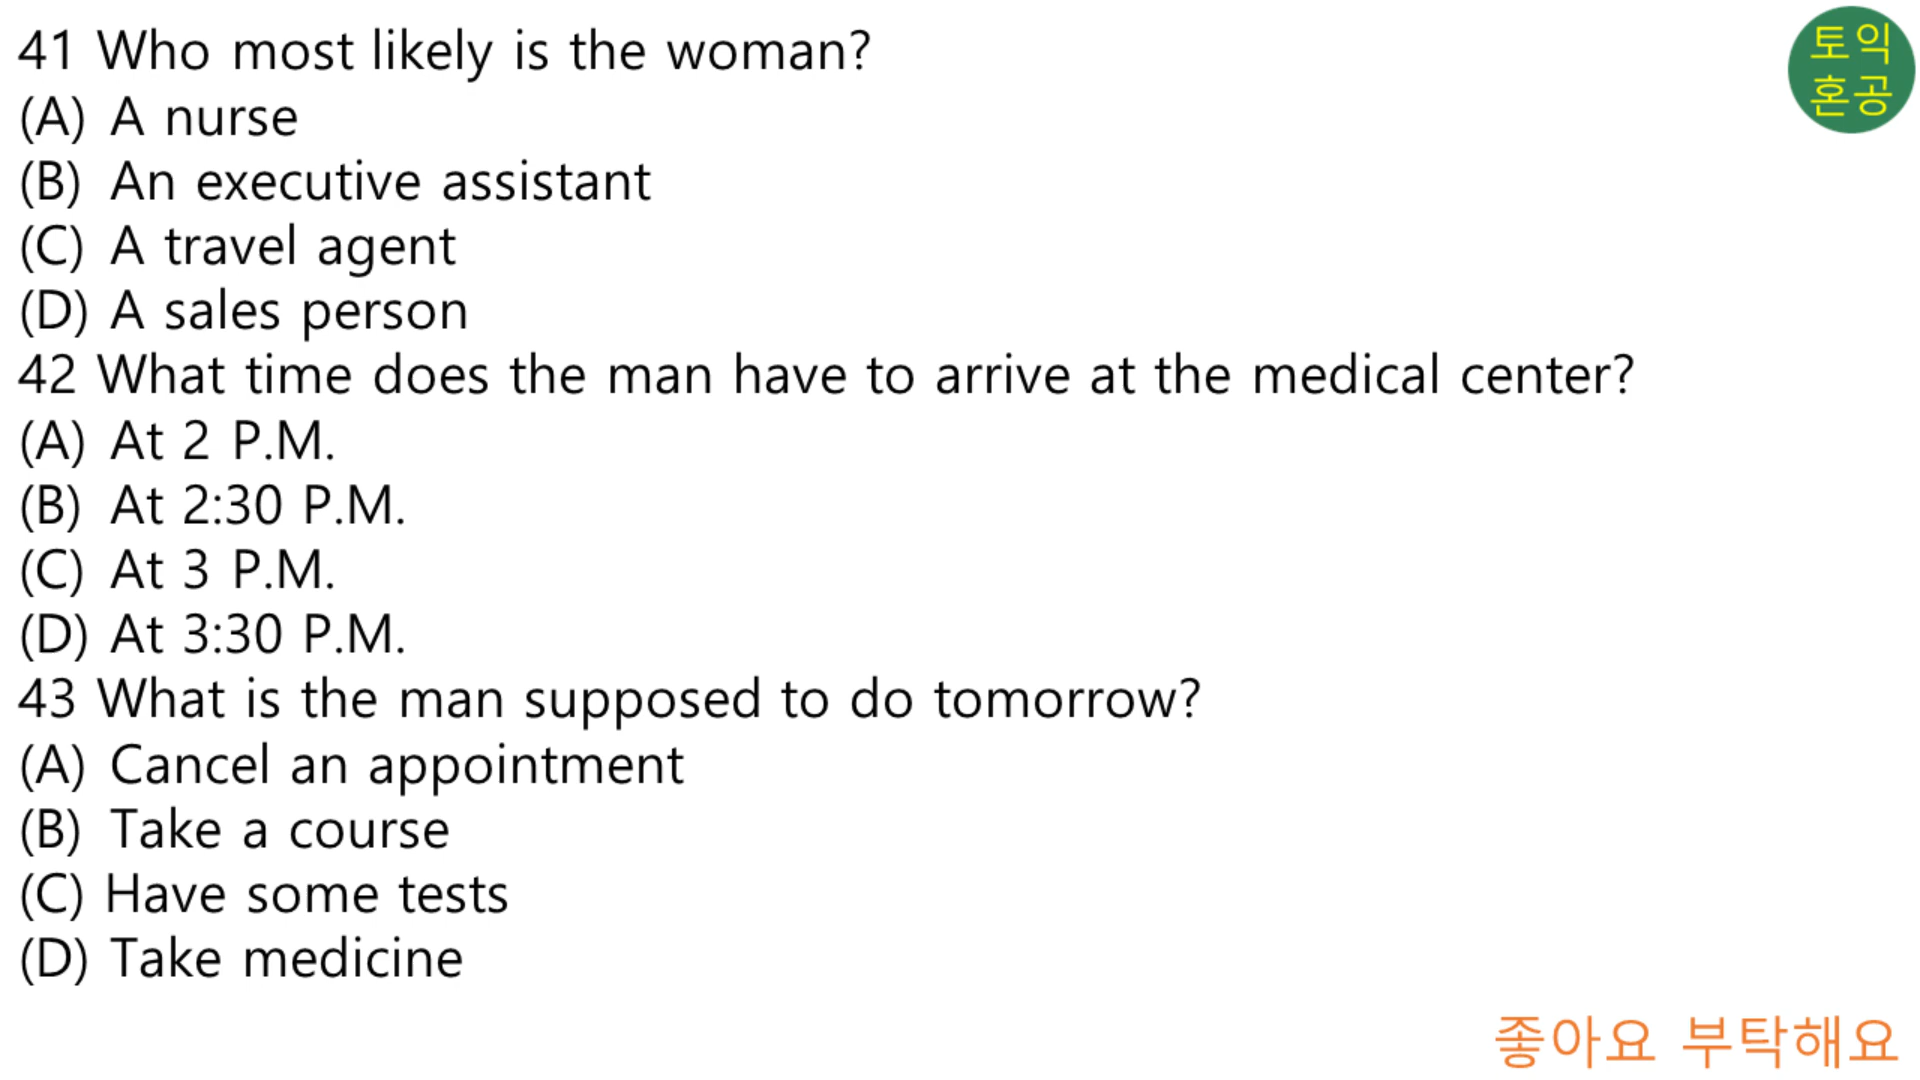 41 Who most likely is the woman?
(A) A nurse
(B) An executive assistant
(C) A travel agent
(D) A sales person
42 What time does the man have to arrive at the medical center?
(A) At 2 P.M.
(B) At 2:30 P.M.
(C) At 3 P.M.
(D) At 3:30 P.M.
43 What is the man supposed to do tomorrow?
(A) Cancel an appointment
(B) Take a course
(C) Have some tests
(D) Take medicine
토익
혼공
좋아요 부탁해요